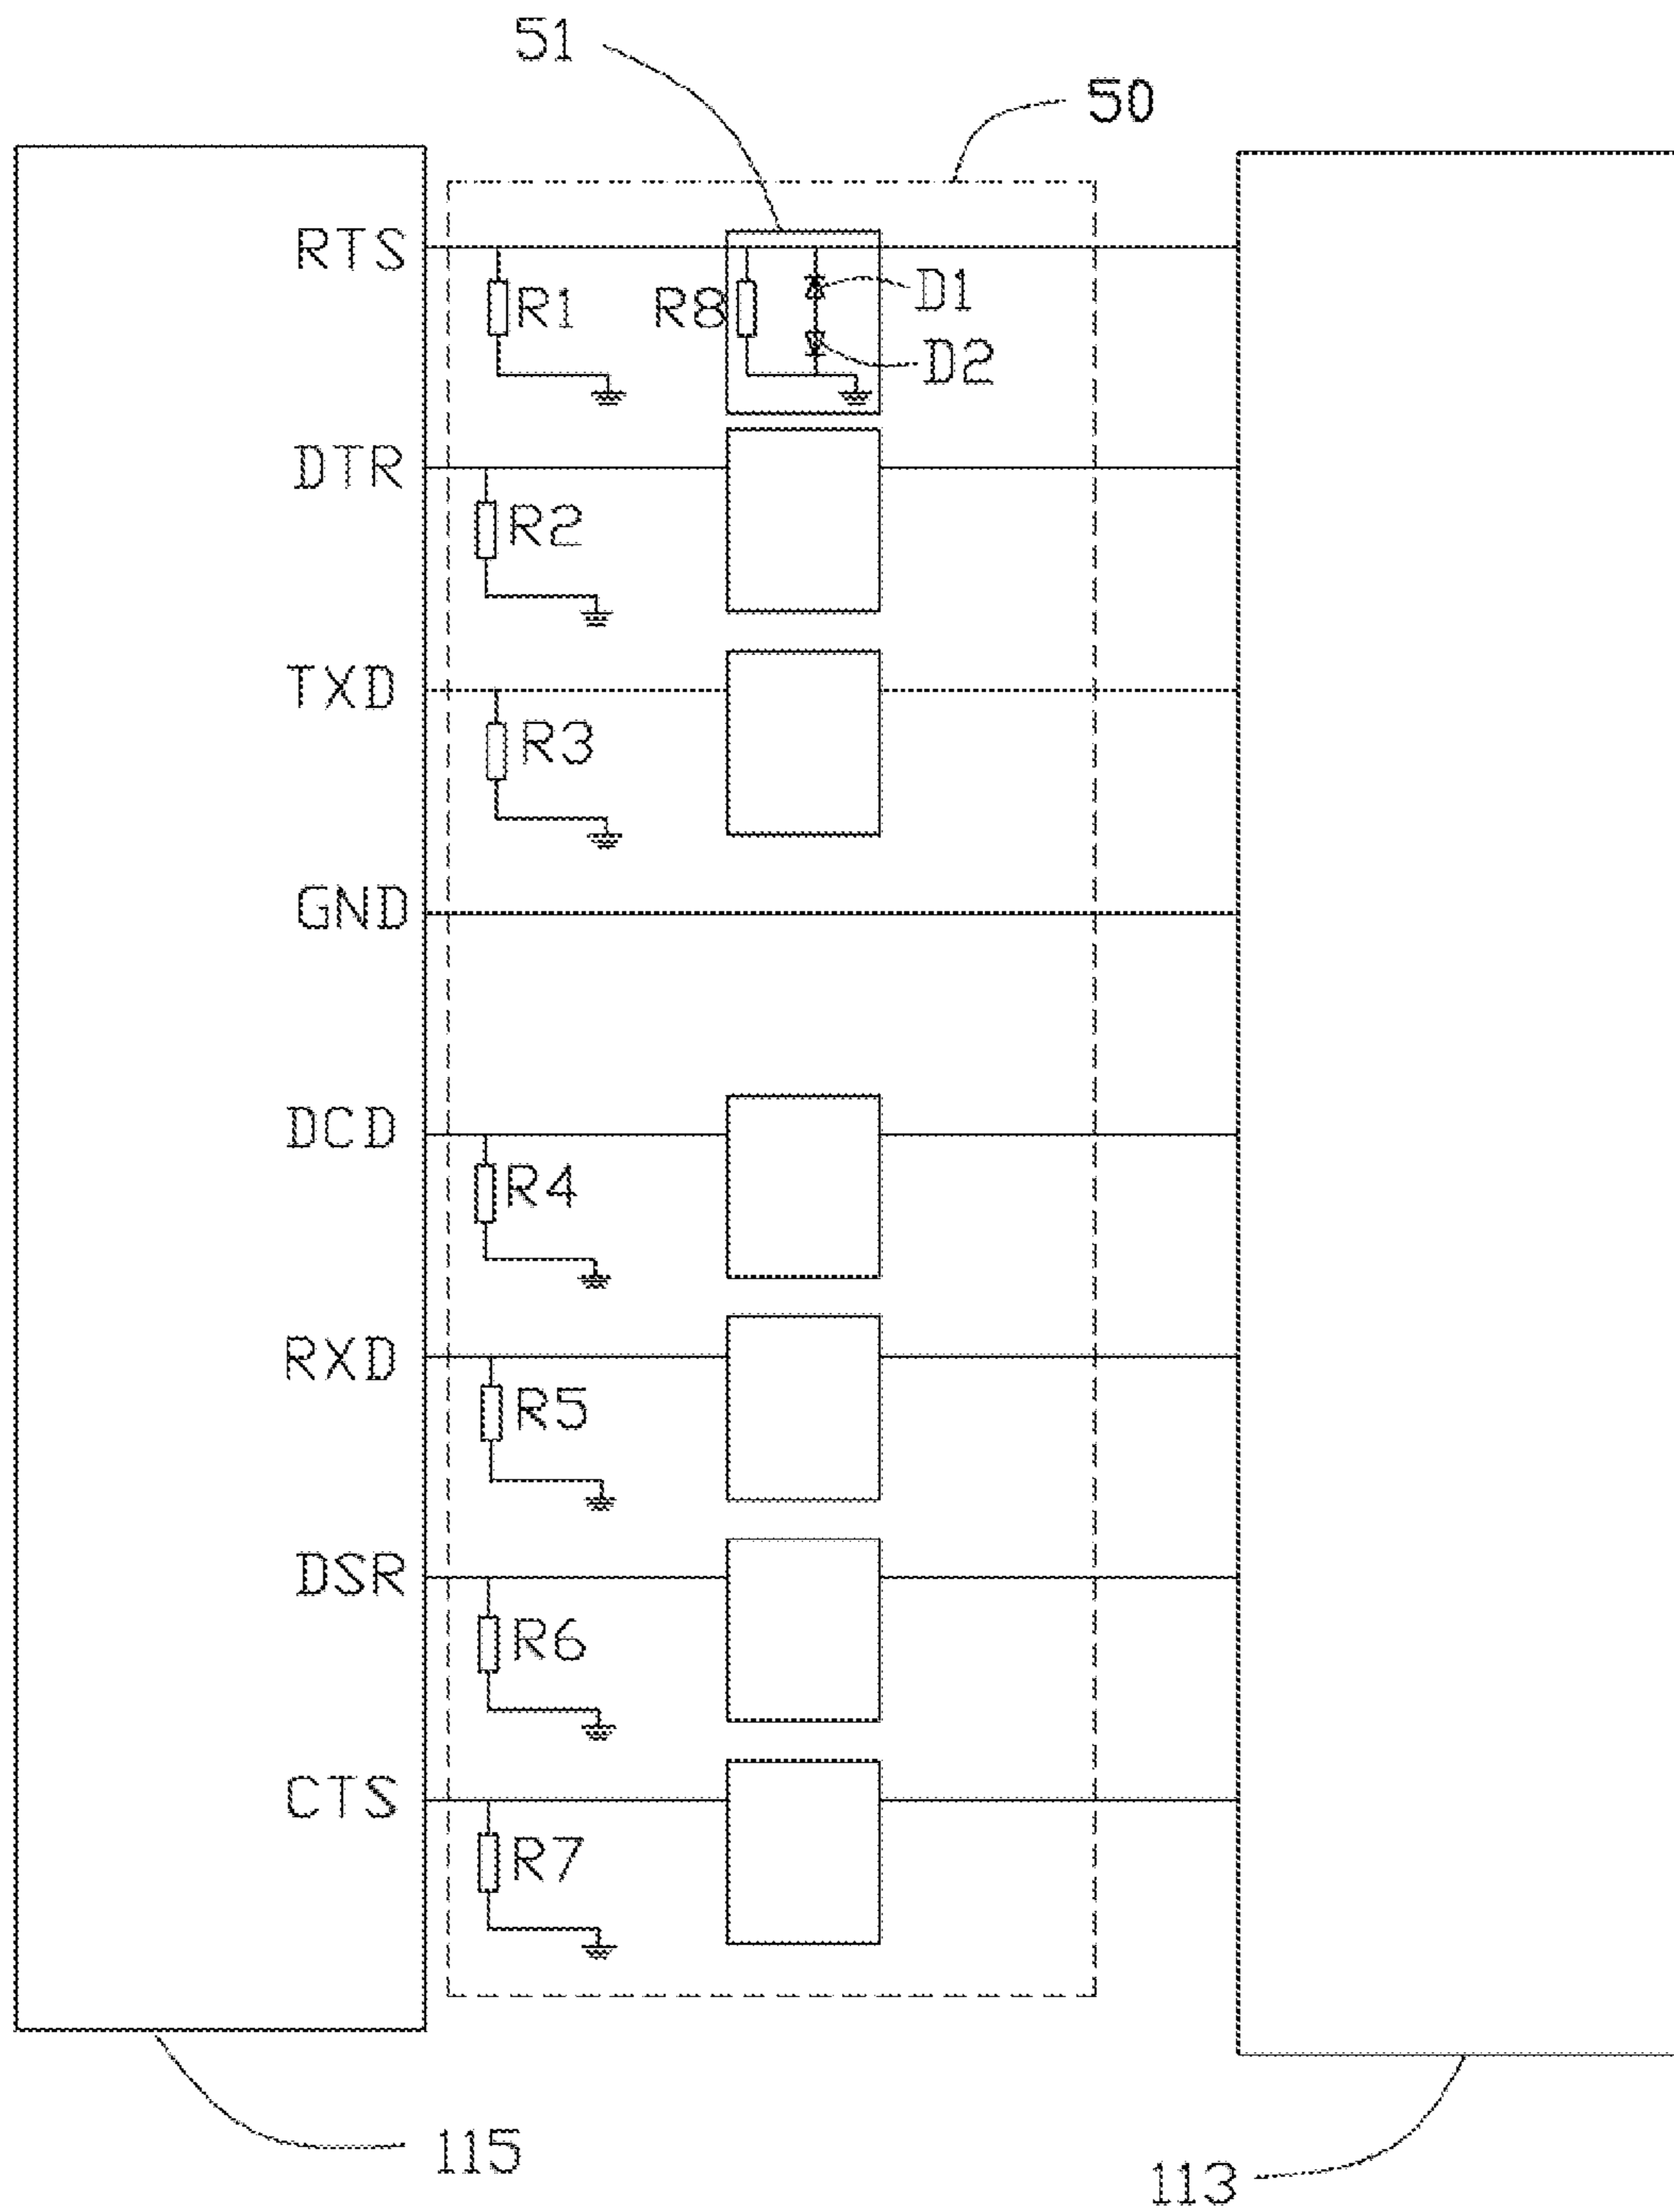 51
50
RTS
R1
R8
D1
D2
DTR
R2
TXD
R3
GND
DCD
R4
RXD
R5
DSR
R6
CTS
R7
115
113